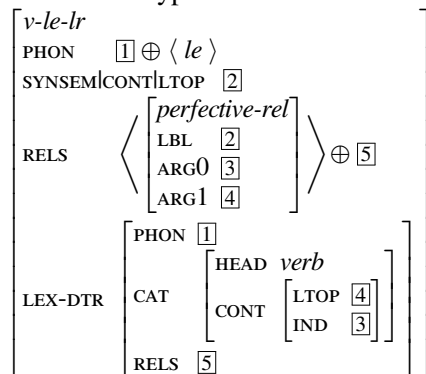 v-le-lr
PHON 1 ⊕ ⟨ le ⟩
SYNSEM|CONT|LTOP 2
perfective-rel
LBL 2
RELS ARG0 3 ⊕ 5
ARG1 4
PHON 1
HEAD verb
LEX-DTR CAT LTOP 4
CONT IND 3
RELS 5